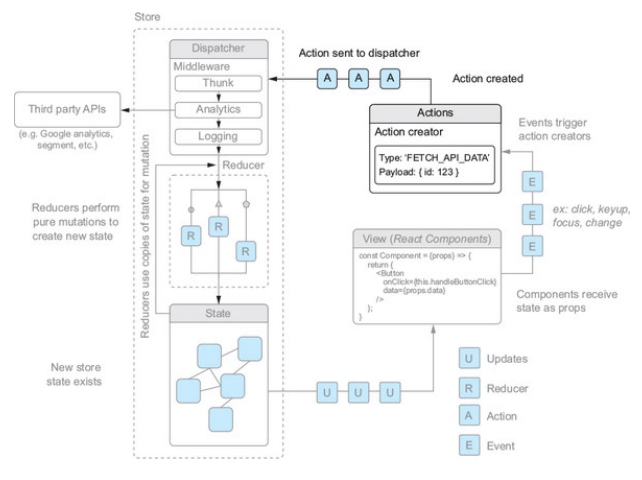 Store
Dispatcher
Middleware
Thunk
Analytics
Logging
Third party APIs
(e.g. Google analytics,
segment, etc.)
Action sent to dispatcher
A A A
Action created
Actions
Action creator
Type: 'FETCH_API_DATA'
Payload: { id: 123 }
Events trigger
action creators
E
E
E
ex: click, keyup,
focus, change
Reducer
Reducers use copies of state for mutation
Reducers perform
pure mutations to
create new state
R
R
R
View (React Components)
const Component = {props) => {
return {
<Button
onClick={this.handleButtonClick}
data={props.data}
/>
);
}
Components receive
state as props
State
New store
state exists
U U U
U Updates
R Reducer
A Action
E Event